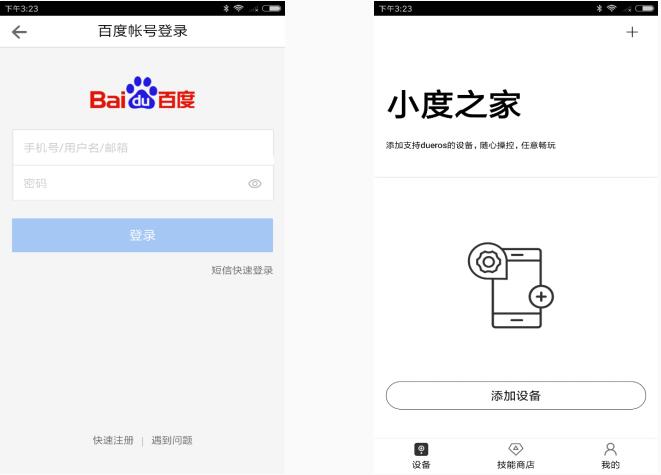 下午3:23
百度帐号登录
Bai du 百度
手机号/用户名/邮箱
密码
登录
短信快速登录
快速注册 | 遇到问题
下午3:23
小度之家
添加支持dueros的设备，随心操控，任意畅玩
添加设备
设备 技能商店 我的